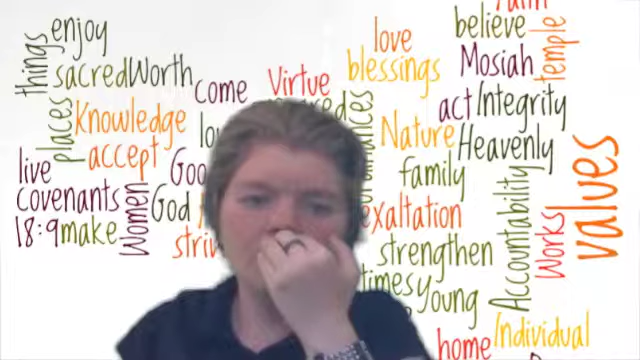 things
enjoy
sacred
Worth
places
Knowledge
accept
live
covenants
18:9
make
Women
God
come
Virtue
love
blessings
believe
Mosiah
temple
act
Integrity
Nature
Heavenly
family
exaltation
strengthen
times
young
Accountability
Works
values
home
Individual